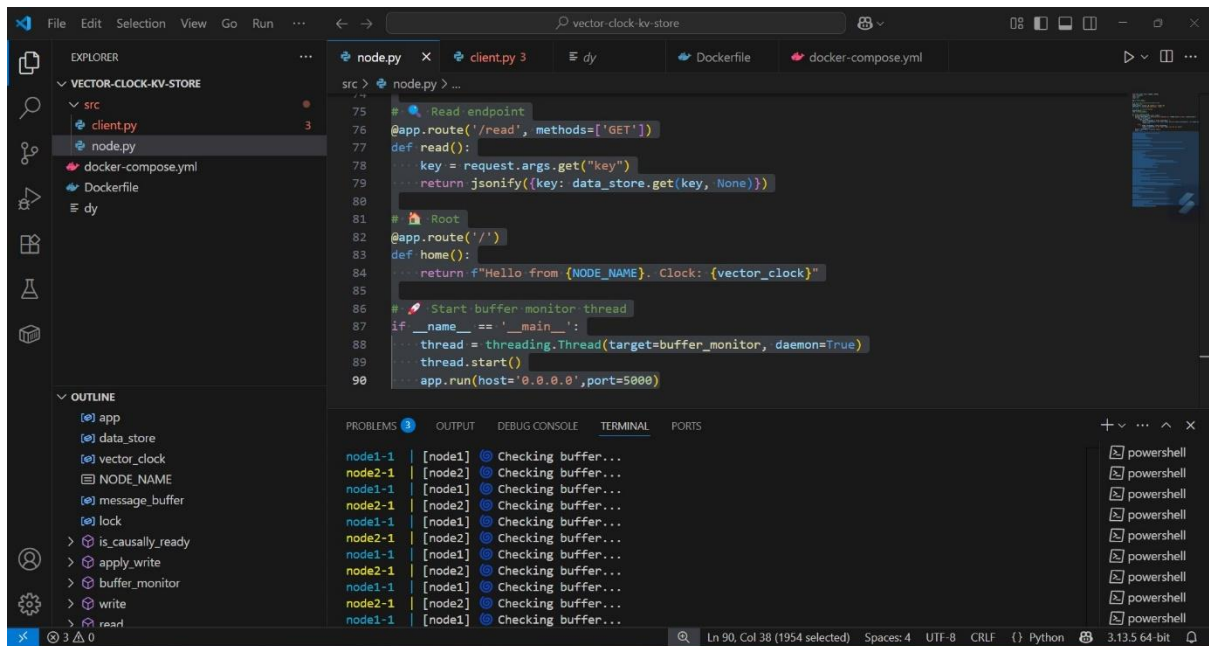 File Edit Selection View Go Run ··· vector-clock-kv-store
EXPLORER ···
VECTOR-CLOCK-KV-STORE
src
client.py 3
node.py
docker-compose.yml
Dockerfile
dy
OUTLINE
app
data_store
vector_clock
NODE_NAME
message_buffer
lock
is_causally_ready
apply_write
buffer_monitor
write
read
node.py client.py 3 dy Dockerfile docker-compose.yml
src > node.py > ...
74
75 # 🔍 Read endpoint
76 @app.route('/read', methods=['GET'])
77 def read():
78 key = request.args.get("key")
79 return jsonify({key: data_store.get(key, None)})
80
81 # 🏠 Root
82 @app.route('/')
83 def home():
84 return f"Hello from {NODE_NAME}. Clock: {vector_clock}"
85
86 # 🚀 Start buffer monitor thread
87 if __name__ == '__main__':
88 thread = threading.Thread(target=buffer_monitor, daemon=True)
89 thread.start()
90 app.run(host='0.0.0.0',port=5000)
PROBLEMS 3 OUTPUT DEBUG CONSOLE TERMINAL PORTS
node1-1 | [node1] 🌀 Checking buffer...
node2-1 | [node2] 🌀 Checking buffer...
node1-1 | [node1] 🌀 Checking buffer...
node2-1 | [node2] 🌀 Checking buffer...
node1-1 | [node1] 🌀 Checking buffer...
node2-1 | [node2] 🌀 Checking buffer...
node1-1 | [node1] 🌀 Checking buffer...
node2-1 | [node2] 🌀 Checking buffer...
node1-1 | [node1] 🌀 Checking buffer...
node2-1 | [node2] 🌀 Checking buffer...
node1-1 | [node1] 🌀 Checking buffer...
powershell
powershell
powershell
powershell
powershell
powershell
powershell
powershell
powershell
3 0 Ln 90, Col 38 (1954 selected) Spaces: 4 UTF-8 CRLF {} Python 3.13.5 64-bit